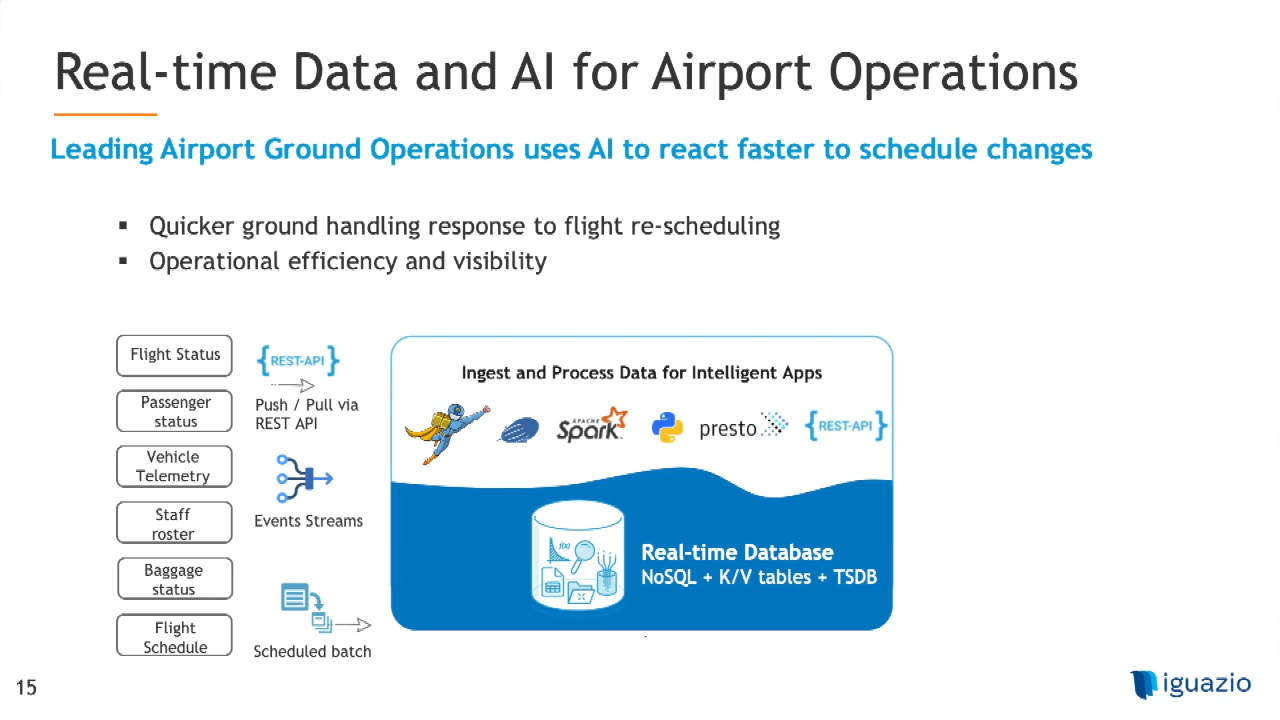 Real-time Data and AI for Airport Operations
Leading Airport Ground Operations uses AI to react faster to schedule changes
▪ Quicker ground handling response to flight re-scheduling
▪ Operational efficiency and visibility
Flight Status
Passenger
status
Vehicle
Telemetry
Staff
roster
Baggage
status
Flight
Schedule
{REST-API}
Push / Pull via
REST API
Events Streams
Scheduled batch
Ingest and Process Data for Intelligent Apps
APACHE
Spark
presto
{REST-API}
f(x)
Real-time Database
NoSQL + K/V tables + TSDB
15
iguazio